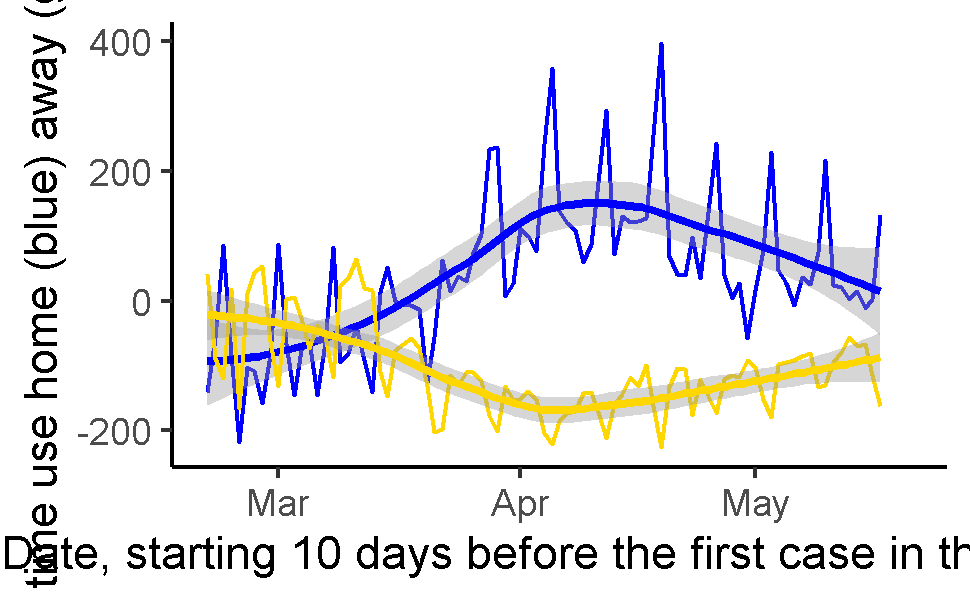 time use home (blue) away (
400
200
0
-200
Mar Apr May
Date, starting 10 days before the first case in th